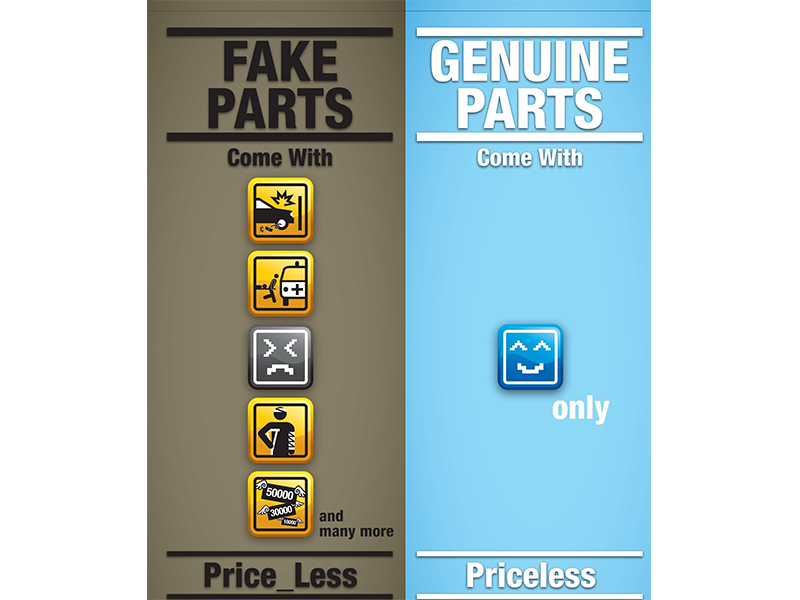 FAKE
PARTS
Come With
50000
30000
10000
and
many more
Price_Less
GENUINE
PARTS
Come With
only
Priceless